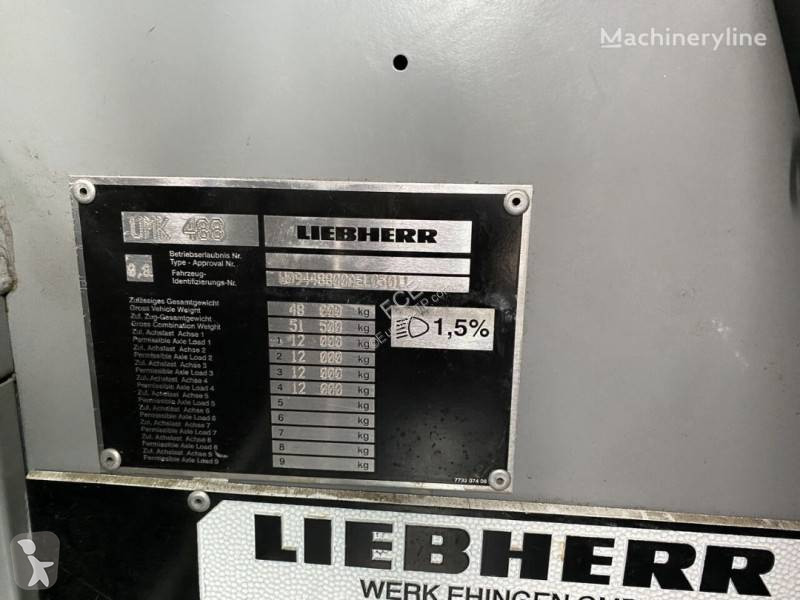 Machineryline
UMK 488 LIEBHERR
Betriebserlaubnis Nr.
Type - Approval Nr.
0,8 Fahrzeug-
Identifizierungs-Nr.
Zulässiges Gesamtgewicht
Gross Vehicle Weight 48 000 kg
Zul. Zug-Gesamtgewicht
Gross Combination Weight 51 500 kg
Zul. Achslast Achse 1
Permissible Axle Load 1 1 12 000 kg
Zul. Achslast Achse 2
Permissible Axle Load 2 2 12 000 kg
Zul. Achslast Achse 3
Permissible Axle Load 3 3 12 000 kg
Zul. Achslast Achse 4
Permissible Axle Load 4 4 12 000 kg
Zul. Achslast Achse 5
Permissible Axle Load 5 5 kg
Zul. Achslast Achse 6
Permissible Axle Load 6 6 kg
Zul. Achslast Achse 7
Permissible Axle Load 7 7 kg
Zul. Achslast Achse 8
Permissible Axle Load 8 8 kg
Zul. Achslast Achse 9
Permissible Axle Load 9 9 kg
1,5%
LIEBHERR
WERK EHINGEN